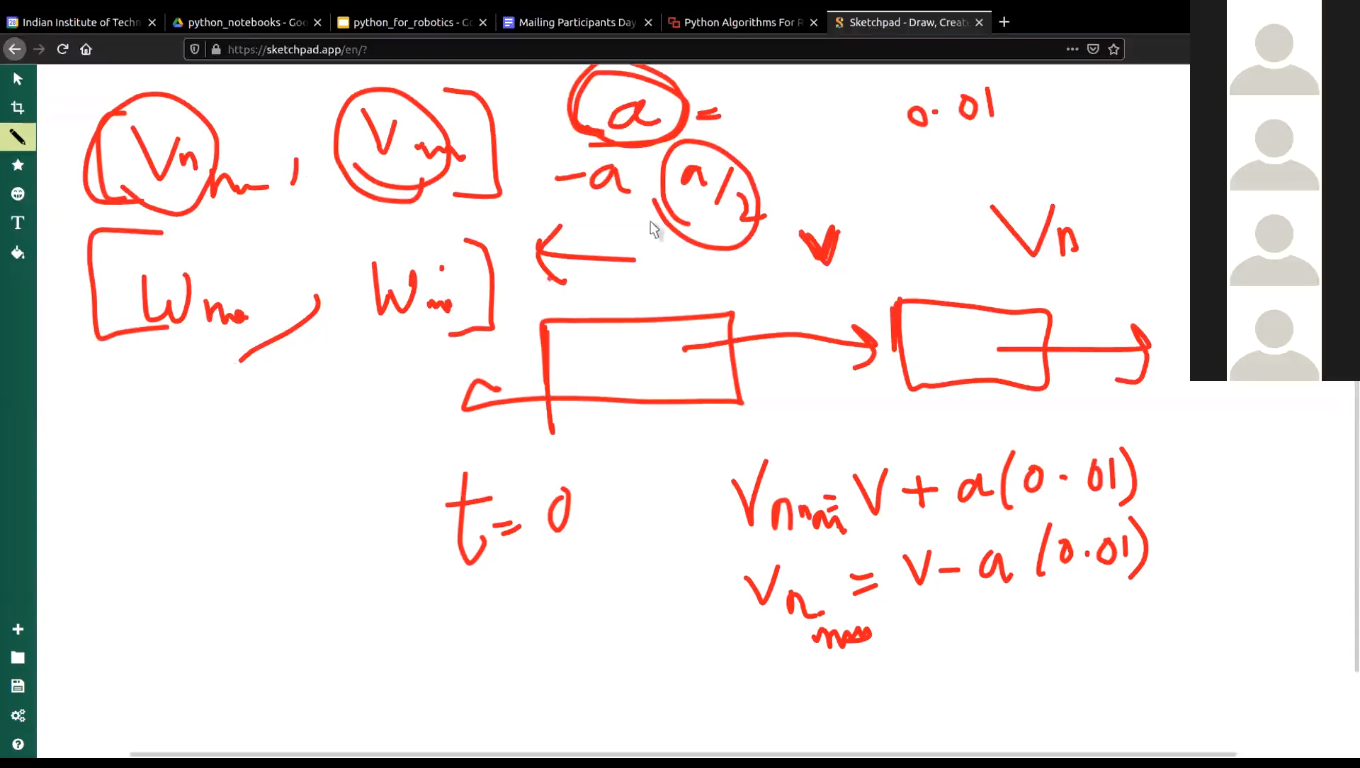 Indian Institute of Techn
python_notebooks - Goo
python_for_robotics - Go
Mailing Participants Day
Python Algorithms For R
Sketchpad - Draw, Creat
https://sketchpad.app/en/?
a =
0.01
Vn , V
-a a/2
V
Vn
W , W
t = 0
Vn = V + a(0.01)
Vn = V - a(0.01)